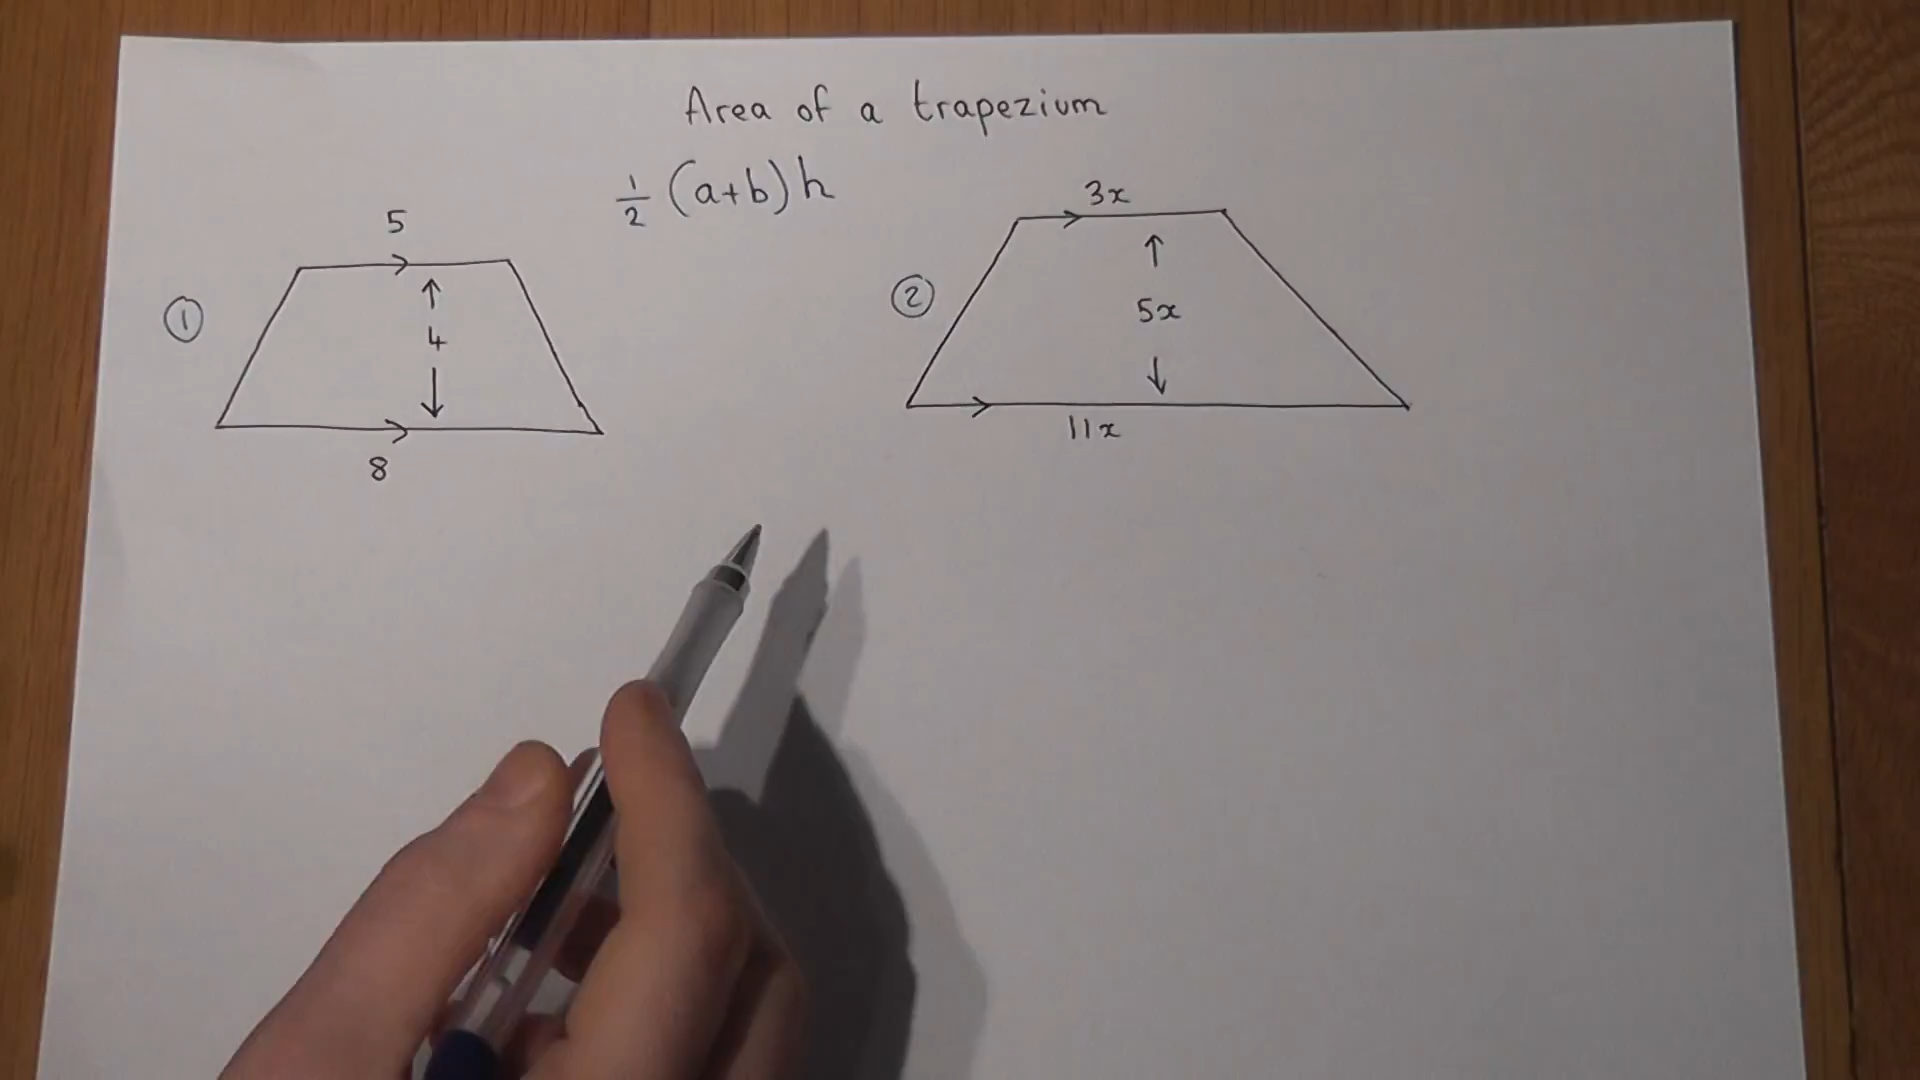 Area of a trapezium
½ (a+b) h
①
5
4
8
②
3x
5x
11x